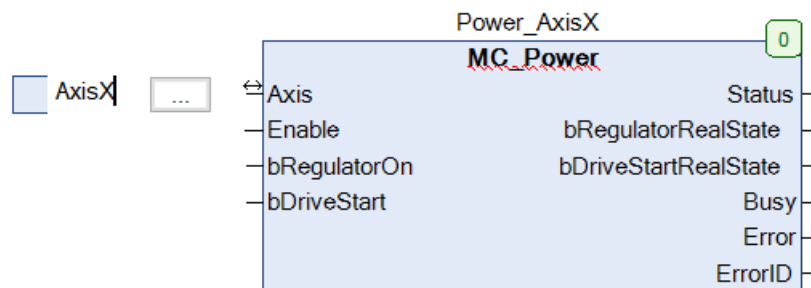 Power_AxisX
0
MC_Power
AxisX
...
Axis
Status
Enable
bRegulatorRealState
bRegulatorOn
bDriveStartRealState
bDriveStart
Busy
Error
ErrorID